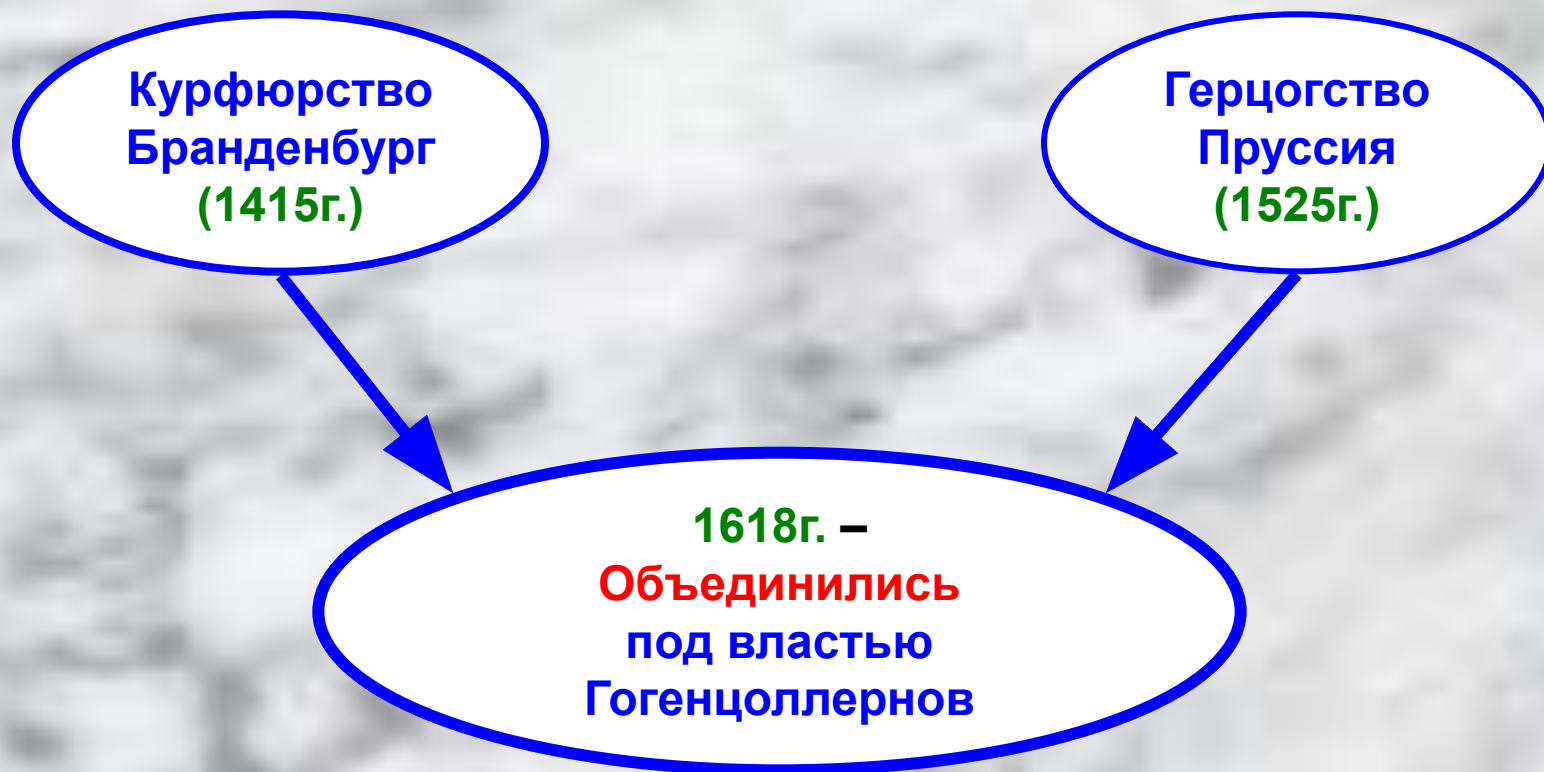 Курфюрство
Бранденбург
(1415г.)
Герцогство
Пруссия
(1525г.)
1618г. –
Объединились
под властью
Гогенцоллернов